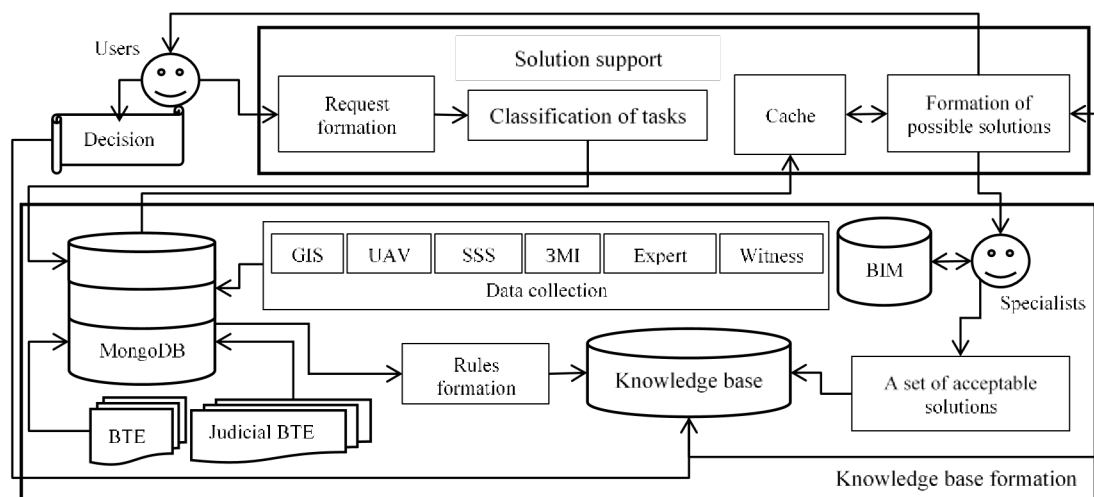 Users
Solution support
Request
formation
Classification of tasks
Cache
Formation of
possible solutions
Decision
GIS
UAV
SSS
ЗМІ
Expert
Witness
Data collection
BIM
Specialists
MongoDB
Rules
formation
Knowledge base
A set of acceptable
solutions
BTE
Judicial BTE
Knowledge base formation